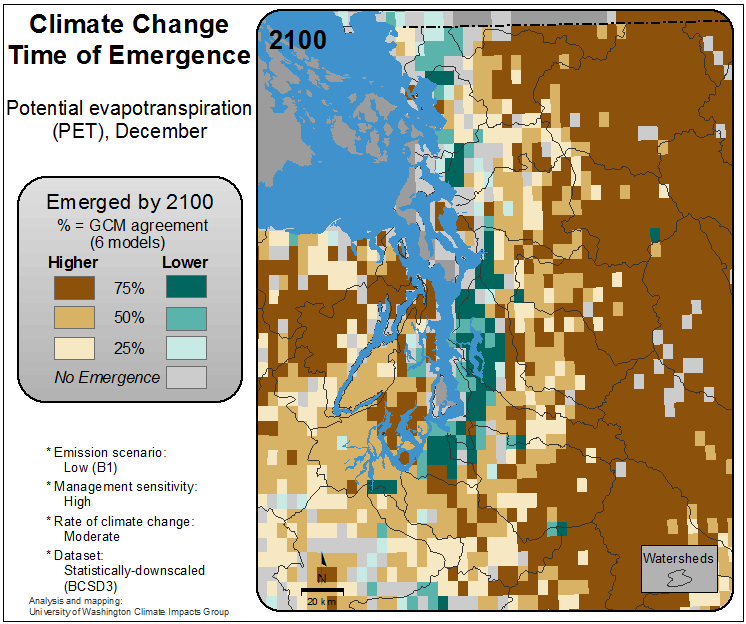 Climate Change
Time of Emergence
Potential evapotranspiration
(PET), December
Emerged by 2100
% = GCM agreement
(6 models)
Higher Lower
75%
50%
25%
No Emergence
* Emission scenario:
Low (B1)
* Management sensitivity:
High
* Rate of climate change:
Moderate
* Dataset:
Statistically-downscaled
(BCSD3)
Analysis and mapping:
University of Washington Climate Impacts Group
2100
N
20 km
Watersheds